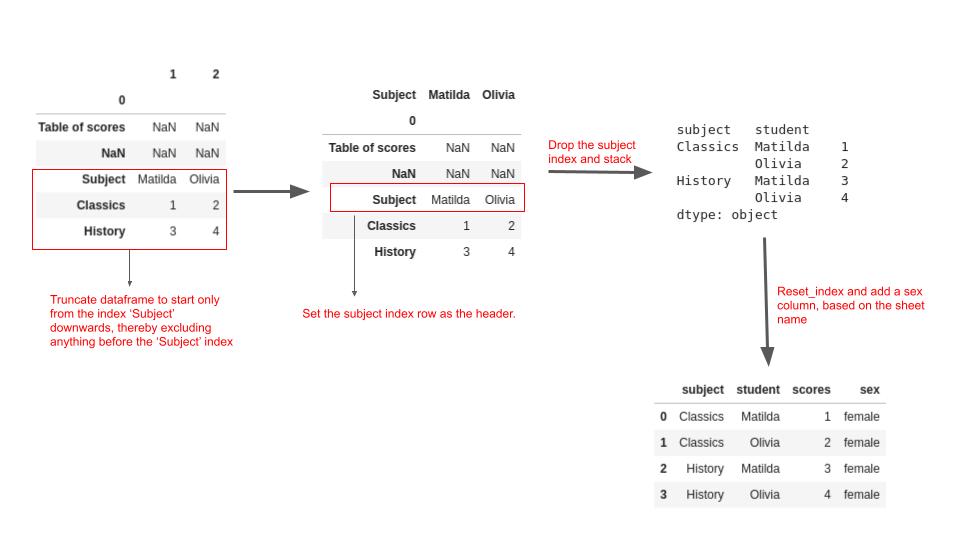 1 2
0
Table of scores NaN NaN
NaN NaN NaN
Subject Matilda Olivia
Classics 1 2
History 3 4
Truncate dataframe to start only
from the index ‘Subject’
downwards, thereby excluding
anything before the ‘Subject’ index
Subject Matilda Olivia
0
Table of scores NaN NaN
NaN NaN NaN
Subject Matilda Olivia
Classics 1 2
History 3 4
Set the subject index row as the header.
Drop the subject
index and stack
subject student
Classics Matilda 1
Olivia 2
History Matilda 3
Olivia 4
dtype: object
Reset_index and add a sex
column, based on the sheet
name
subject student scores sex
0 Classics Matilda 1 female
1 Classics Olivia 2 female
2 History Matilda 3 female
3 History Olivia 4 female